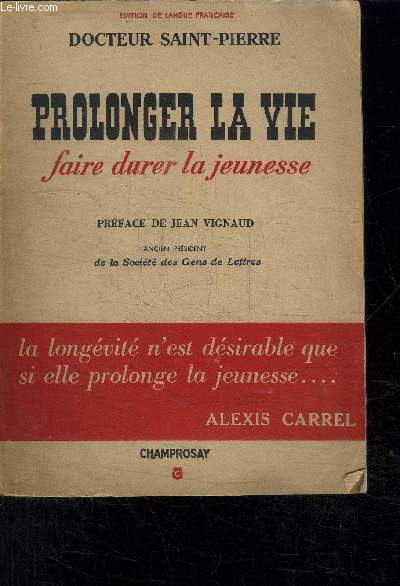 Le-livre.com
EDITION DE LANGUE FRANÇAISE
DOCTEUR SAINT-PIERRE
PROLONGER LA VIE
faire durer la jeunesse
PRÉFACE DE JEAN VIGNAUD
ANCIEN PRÉSIDENT
de la Société des Gens de Lettres
la longévité n'est désirable que
si elle prolonge la jeunesse....
ALEXIS CARREL
CHAMPROSAY
C